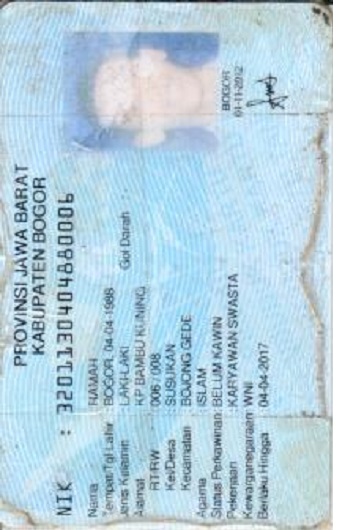 PROVINSI JAWA BARAT
KABUPATEN BOGOR
NIK : 3201130404880006
Nama : RAMAH
Tempat/Tgl Lahir : BOGOR, 04-04-1988
Jenis Kelamin : LAKI-LAKI Gol Darah : -
Alamat : KP BAMBU KUNING
RT/RW : 006 / 008
Kel/Desa : SUSUKAN
Kecamatan : BOJONG GEDE
Agama : ISLAM
Status Perkawinan: BELUM KAWIN
Pekerjaan : KARYAWAN SWASTA
Kewarganegaraan: WNI
Berlaku Hingga : 04-04-2017
BOGOR
01-11-2012